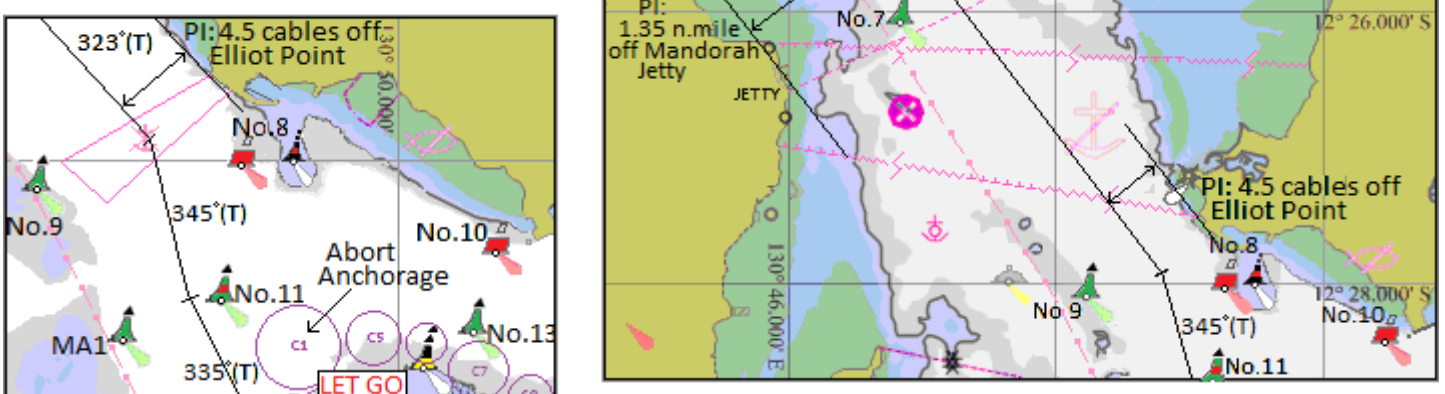 323°(T)
PI: 4.5 cables off
Elliot Point
130° 50.000'
No.8
No.9
345°(T)
No.10
Abort
Anchorage
No.11
No.13
MA1
C1
C5
C7
335°(T)
LET GO
PI:
1.35 n.mile
off Mandorah
Jetty
No.7
12° 26.000' S
JETTY
PI: 4.5 cables off
Elliot Point
No.8
130° 46.000' E
No 9
12° 28.000' S
No.10
345°(T)
No.11